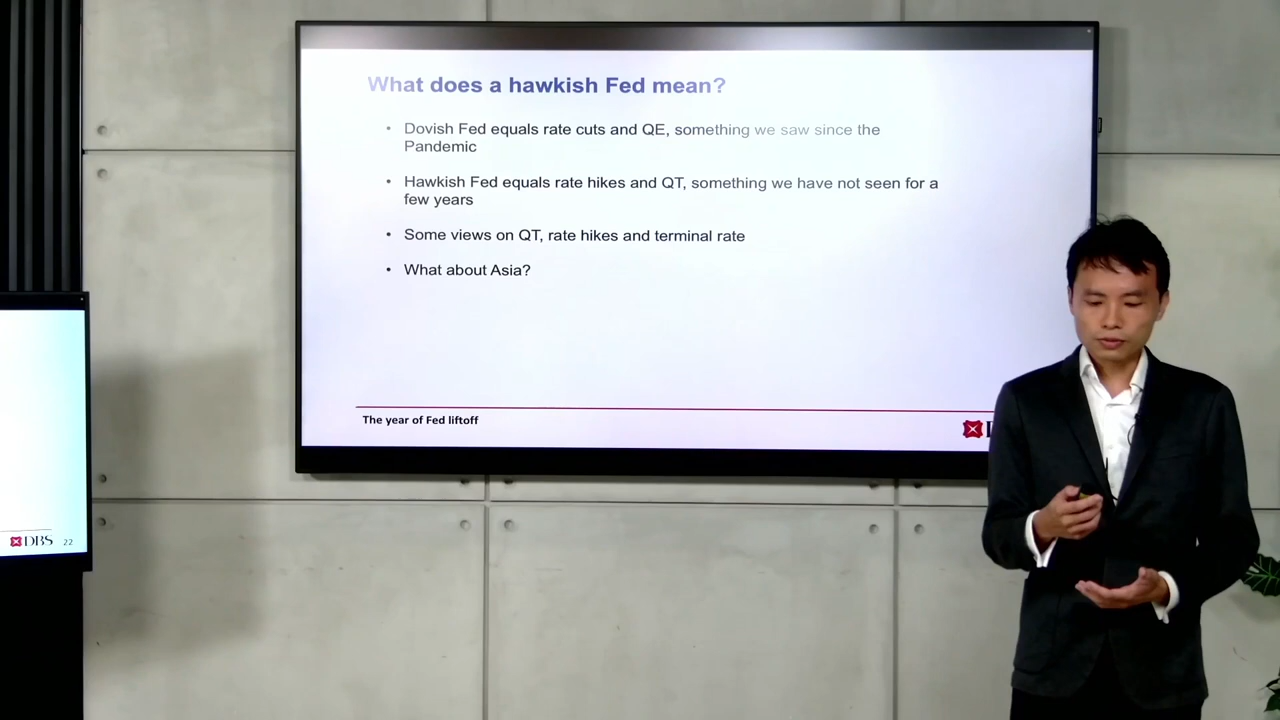 What does a hawkish Fed mean?
• Dovish Fed equals rate cuts and QE, something we saw since the
Pandemic
• Hawkish Fed equals rate hikes and QT, something we have not seen for a
few years
• Some views on QT, rate hikes and terminal rate
• What about Asia?
The year of Fed liftoff
DBS 22